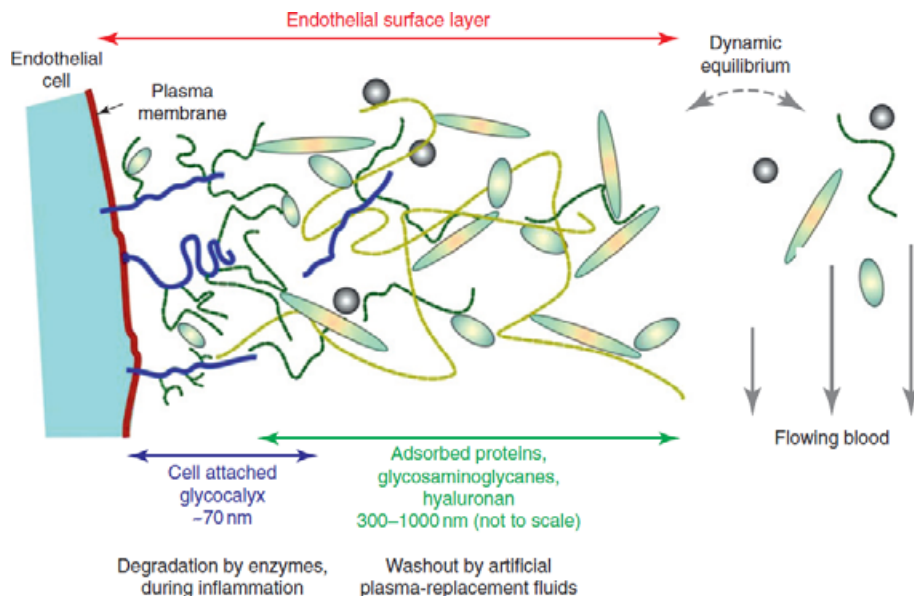 Endothelial surface layer
Endothelial
cell
Plasma
membrane
Dynamic
equilibrium
Flowing blood
Cell attached
glycocalyx
~70 nm
Adsorbed proteins,
glycosaminoglycanes,
hyaluronan
300–1000 nm (not to scale)
Degradation by enzymes,
during inflammation
Washout by artificial
plasma-replacement fluids